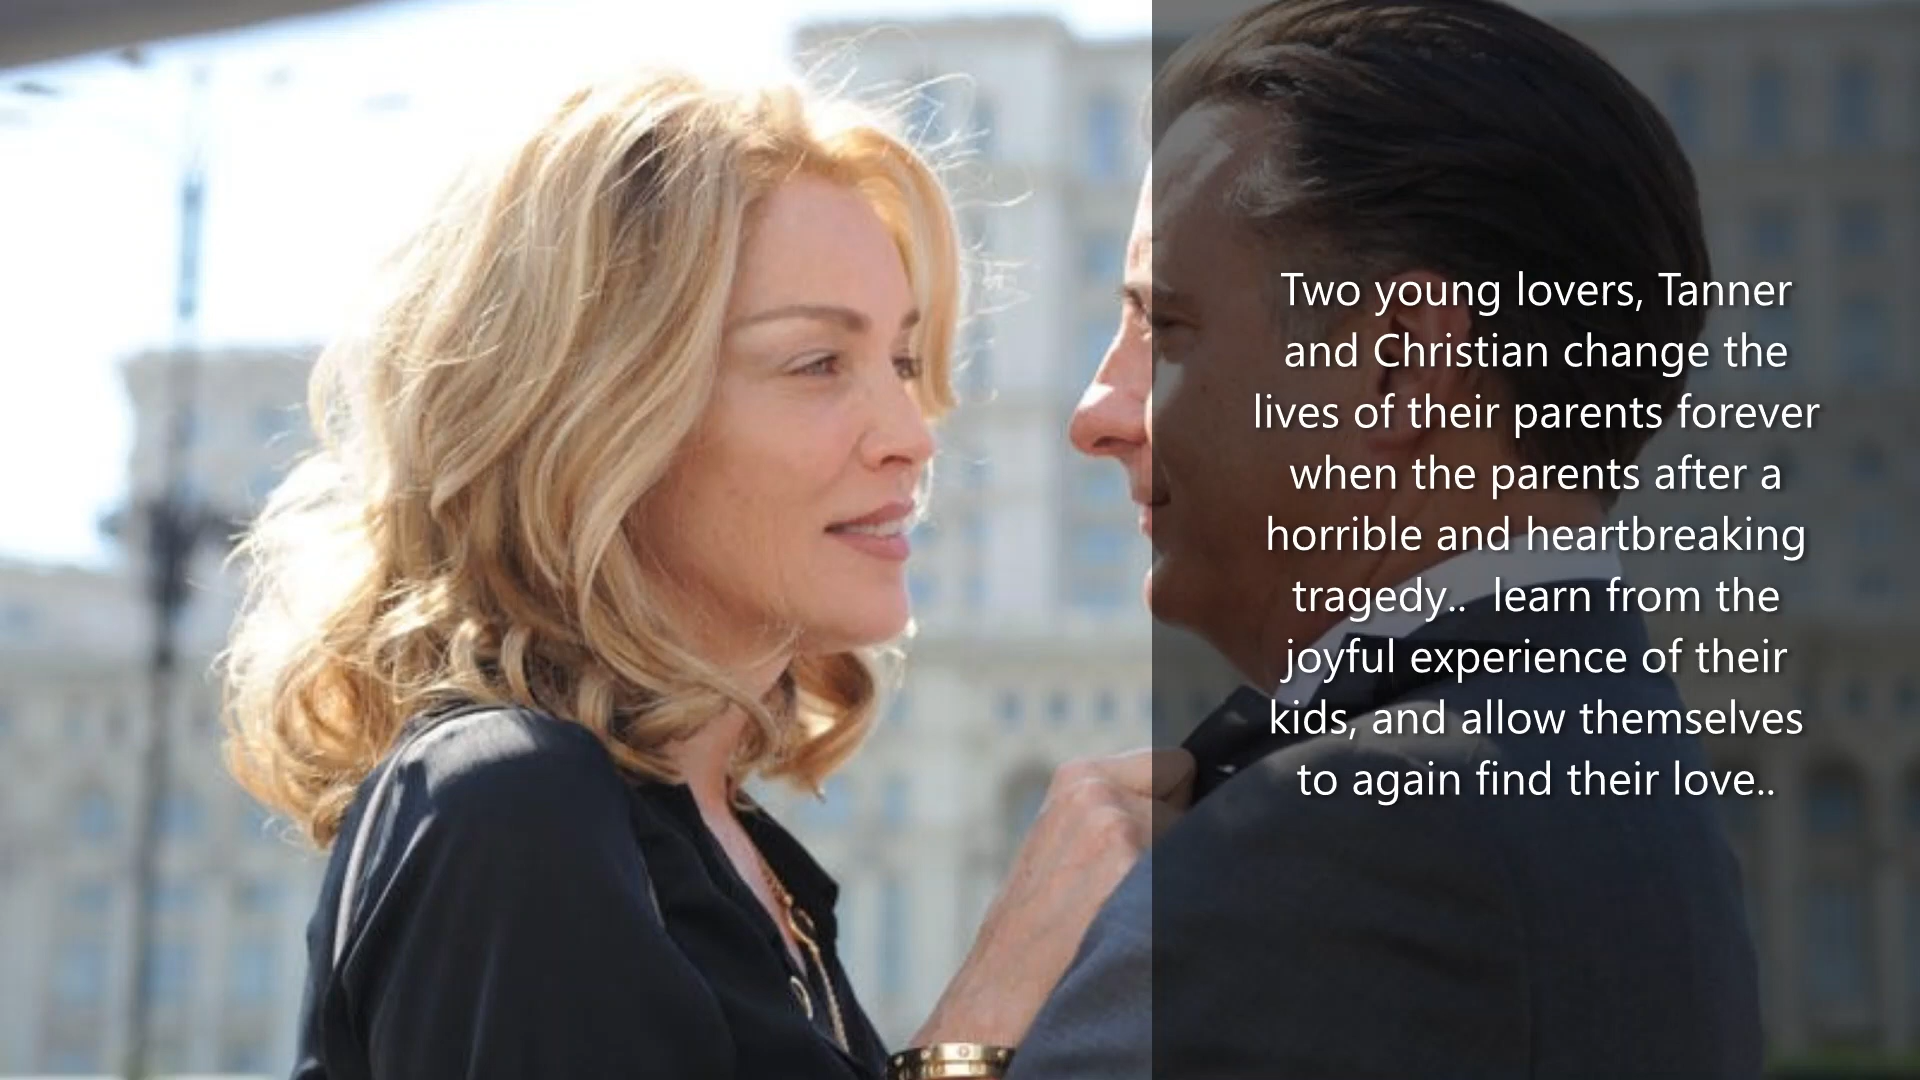 Two young lovers, Tanner
and Christian change the
lives of their parents forever
when the parents after a
horrible and heartbreaking
tragedy..  learn from the
joyful experience of their
kids, and allow themselves
to again find their love..